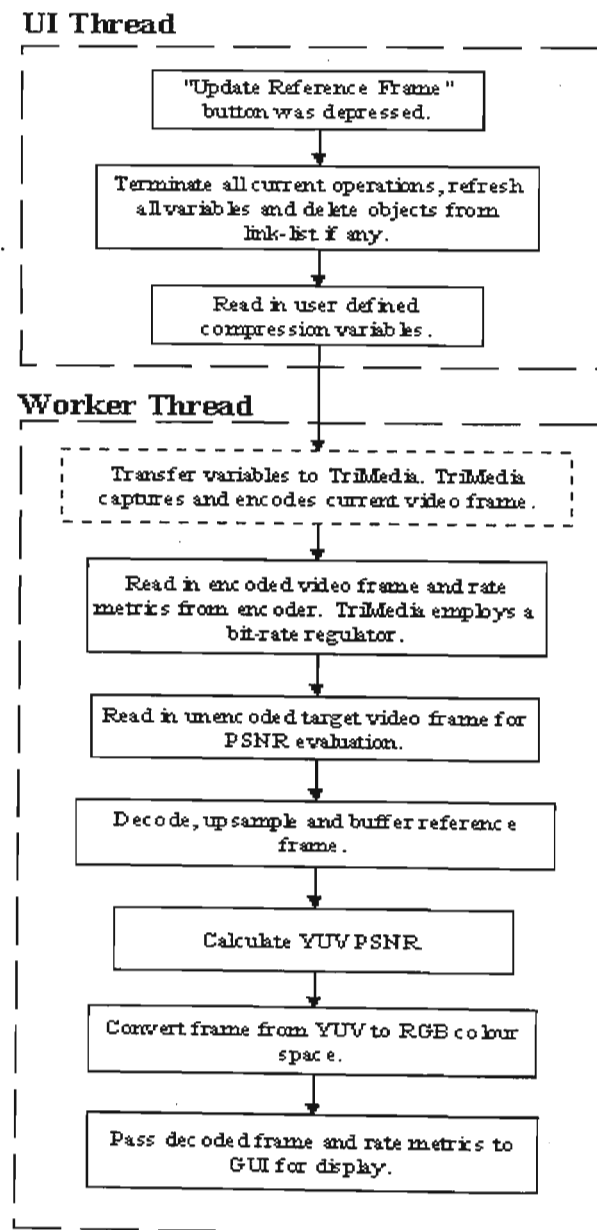 UI Thread
"Update Reference Frame"
button was depressed.
Terminate all current operations, refresh
all variables and delete objects from
link-list if any.
Read in user defined
compression variables.
Worker Thread
Transfer variables to TriMedia. TriMedia
captures and encodes current video frame.
Read in encoded video frame and rate
metrics from encoder. TriMedia employs a
bit-rate regulator.
Read in unencoded target video frame for
PSNR evaluation.
Decode, upsample and buffer reference
frame.
Calculate YUV PSNR
Convert frame from YUV to RGB colour
space.
Pass decoded frame and rate metrics to
GUI for display.